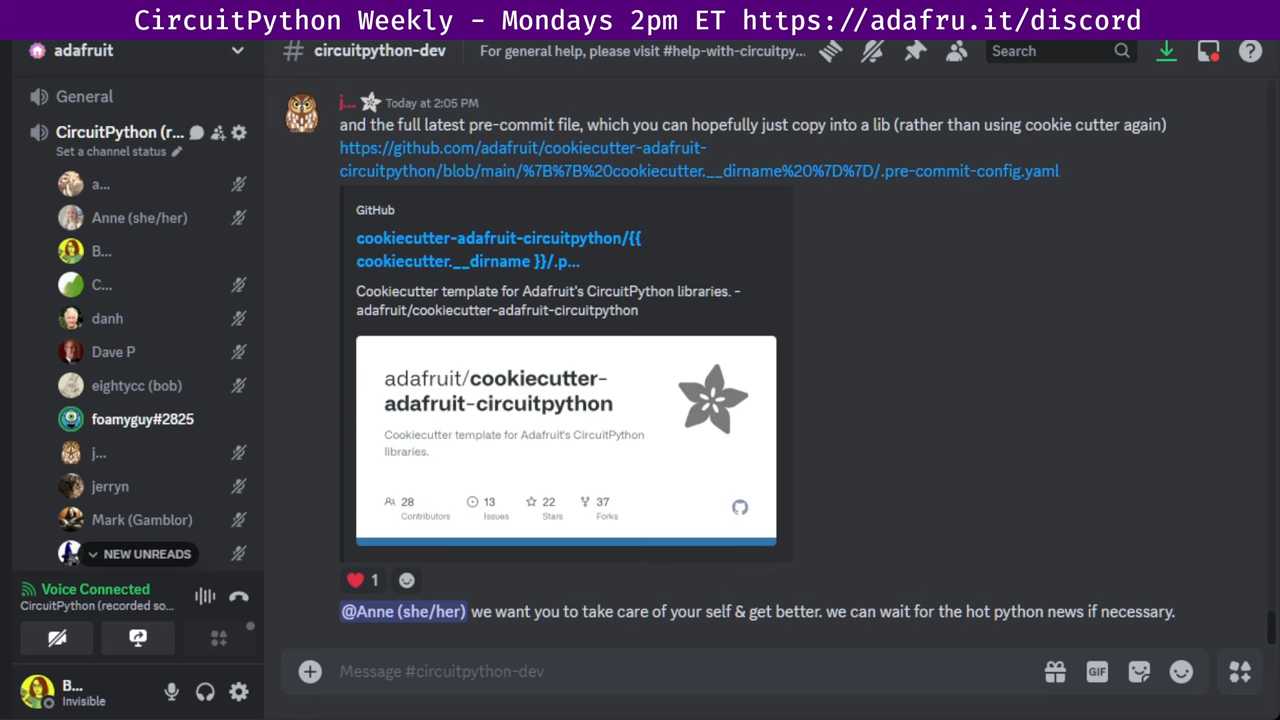 CircuitPython Weekly - Mondays 2pm ET https://adafru.it/discord
adafruit
circuitpython-dev
For general help, please visit #help-with-circuitpy...
Search
General
CircuitPython (r...
Set a channel status
a...
Anne (she/her)
B...
C...
danh
Dave P
eightycc (bob)
foamyguy#2825
j...
jerryn
Mark (Gamblor)
NEW UNREADS
Voice Connected
CircuitPython (recorded so...
B...
Invisible
j...
Today at 2:05 PM
and the full latest pre-commit file, which you can hopefully just copy into a lib (rather than using cookie cutter again)
https://github.com/adafruit/cookiecutter-adafruit-
circuitpython/blob/main/%7B%7B%20cookiecutter.__dirname%20%7D%7D/.pre-commit-config.yaml
GitHub
cookiecutter-adafruit-circuitpython/{{
cookiecutter.__dirname }}/.p...
Cookiecutter template for Adafruit's CircuitPython libraries. -
adafruit/cookiecutter-adafruit-circuitpython
adafruit/cookiecutter-
adafruit-circuitpython
Cookiecutter template for Adafruit's CircuitPython
libraries.
28
Contributors
13
Issues
22
Stars
37
Forks
1
@Anne (she/her) we want you to take care of your self & get better. we can wait for the hot python news if necessary.
Message #circuitpython-dev
GIF